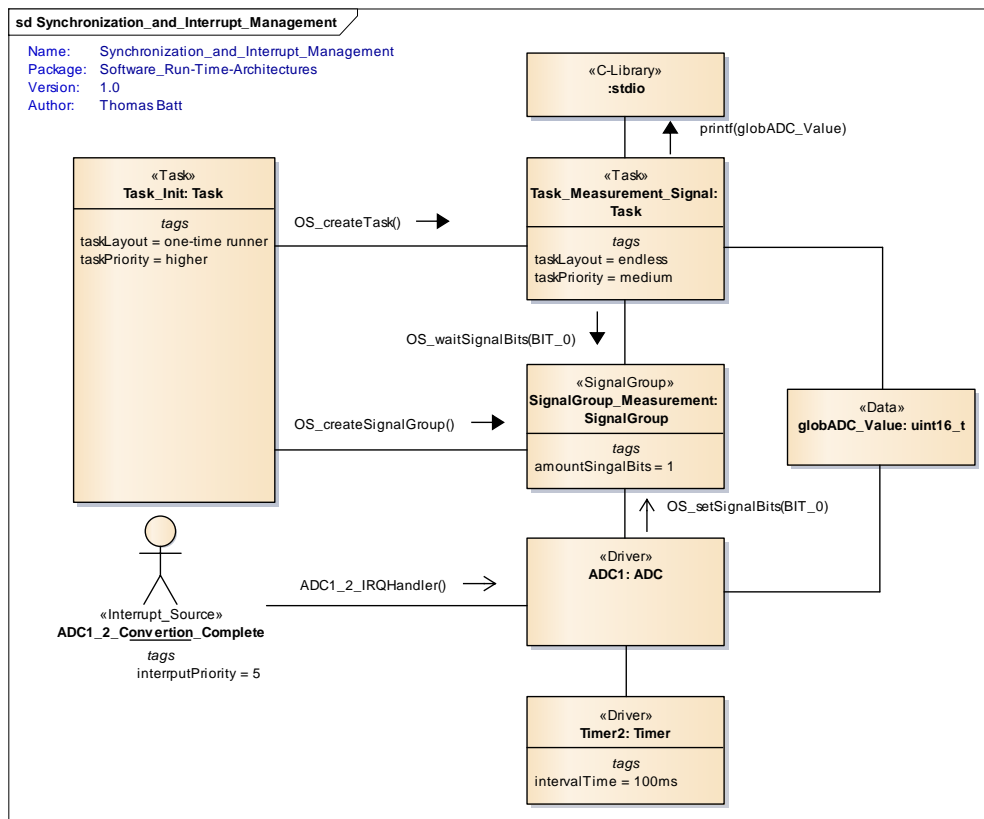 sd Synchronization_and_Interrupt_Management
Name: Synchronization_and_Interrupt_Management
Package: Software_Run-Time-Architectures
Version: 1.0
Author: Thomas Batt
«C-Library»
:stdio
printf(globADC_Value)
«Task»
Task_Init: Task
tags
taskLayout = one-time runner
taskPriority = higher
OS_createTask()
«Task»
Task_Measurement_Signal:
Task
tags
taskLayout = endless
taskPriority = medium
OS_waitSignalBits(BIT_0)
«SignalGroup»
SignalGroup_Measurement:
SignalGroup
tags
amountSingalBits = 1
OS_createSignalGroup()
«Data»
globADC_Value: uint16_t
OS_setSignalBits(BIT_0)
«Driver»
ADC1: ADC
ADC1_2_IRQHandler()
«Interrupt_Source»
ADC1_2_Convertion_Complete
tags
interrputPriority = 5
«Driver»
Timer2: Timer
tags
intervalTime = 100ms